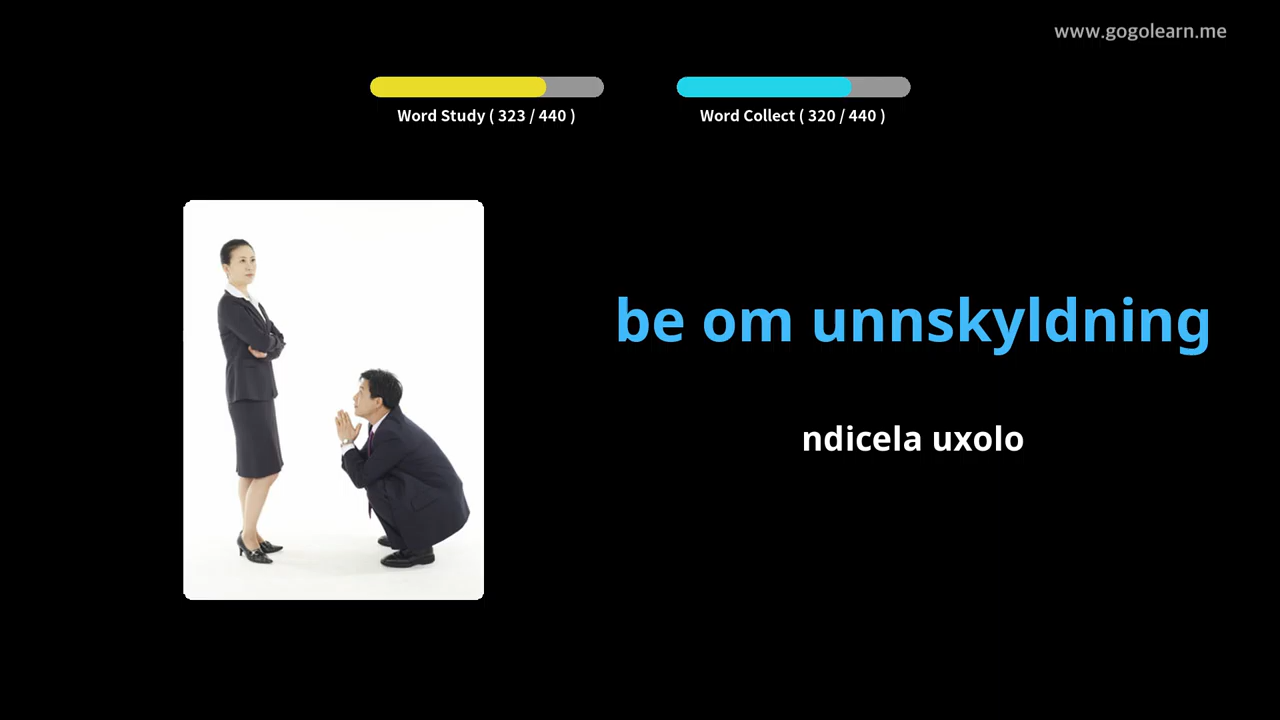 www.gogolearn.me
Word Study ( 323 / 440 )
Word Collect ( 320 / 440 )
be om unnskyldning
ndicela uxolo